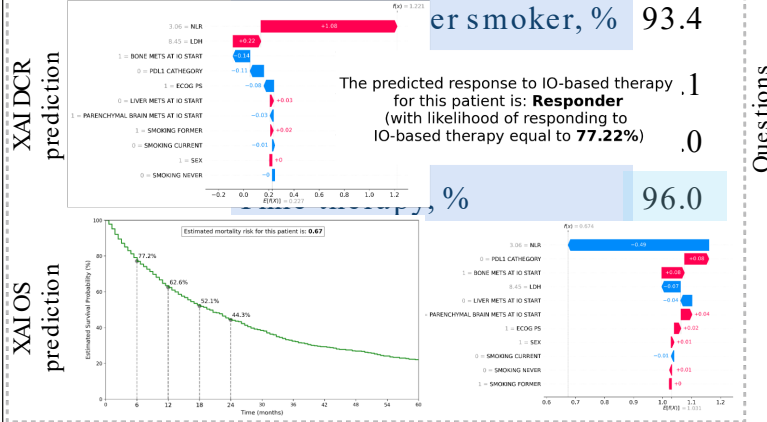 f(x) = 1.221
er smoker, % 93.4
3.06 = NLR +1.08
8.45 = LDH +0.22
1 = BONE METS AT IO START −0.14
0 = PDL1 CATHEGORY −0.11
1 = ECOG PS −0.08
0 = LIVER METS AT IO START +0.03
1 = PARENCHYMAL BRAIN METS AT IO START −0.03
1 = SMOKING FORMER +0.02
0 = SMOKING CURRENT −0.01
1 = SEX +0
0 = SMOKING NEVER −0
−0.2 0.0 0.2 0.4 0.6 0.8 1.0 1.2
E[f(X)] = 0.227
XAI DCR
prediction
The predicted response to IO-based therapy
for this patient is: Responder
(with likelihood of responding
to IO-based therapy equal to 77.22%)
.1
.0
therapy, % 96.0
Questions
XAI OS
prediction
Estimated mortality risk for this patient is: 0.67
Estimated Survival Probability (%)
100
80
60
40
20
0
77.2%
62.6%
52.1%
44.3%
0 6 12 18 24 30 36 42 48 54 60
Time (months)
f(x) = 0.674
3.06 = NLR −0.49
0 = PDL1 CATHEGORY +0.08
1 = BONE METS AT IO START +0.08
8.45 = LDH −0.07
0 = LIVER METS AT IO START −0.04
- PARENCHYMAL BRAIN METS AT IO START +0.04
1 = ECOG PS +0.02
1 = SEX +0.01
0 = SMOKING CURRENT −0.01
0 = SMOKING NEVER +0.01
1 = SMOKING FORMER +0
0.6 0.7 0.8 0.9 1.0 1.1 1.2
E[f(X)] = 1.031